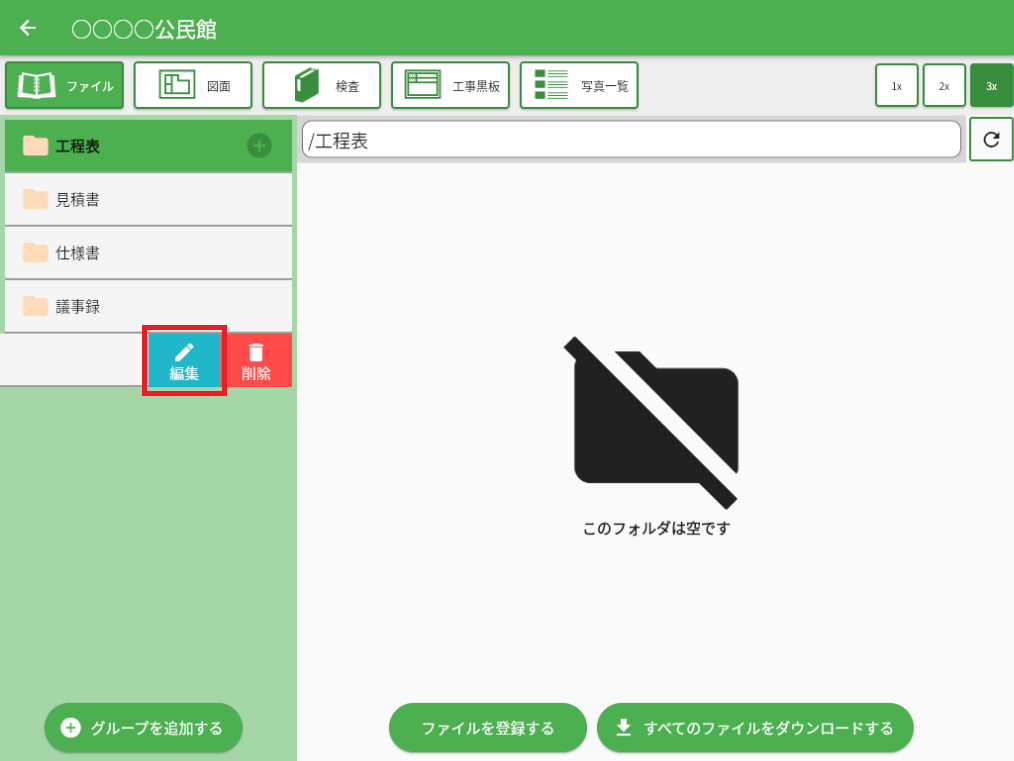 ○○○○公民館
ファイル
図面
検査
工事黒板
写真一覧
1x
2x
3x
工程表
/工程表
見積書
仕様書
議事録
編集
削除
このフォルダは空です
グループを追加する
ファイルを登録する
すべてのファイルをダウンロードする